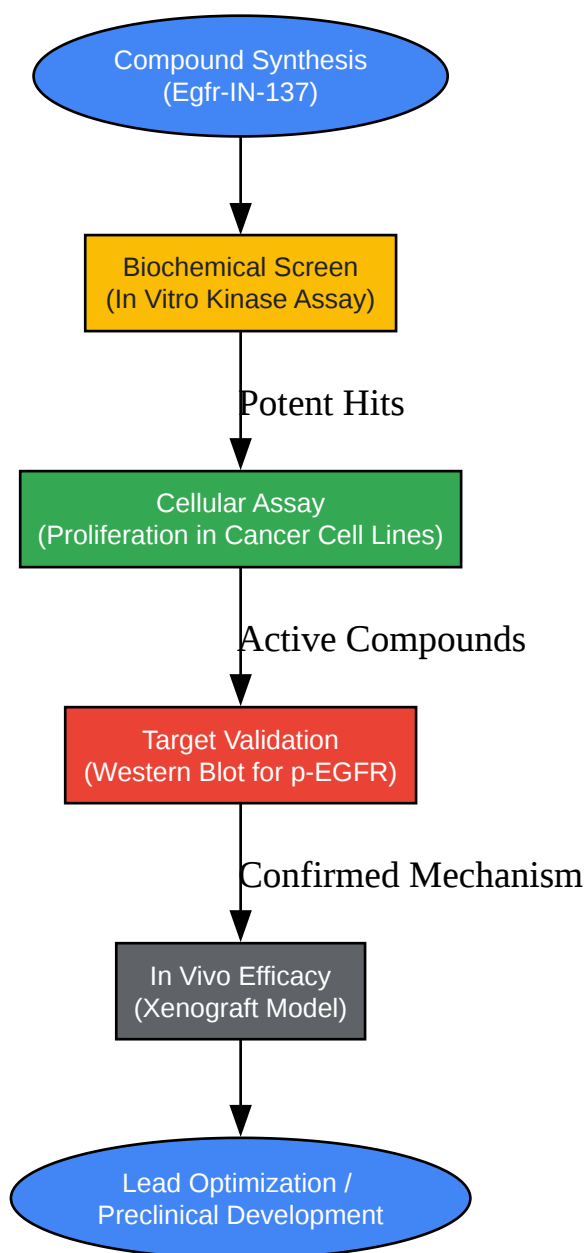 Compound Synthesis
(Egfr-IN-137)
Biochemical Screen
(In Vitro Kinase Assay)
Potent Hits
Cellular Assay
(Proliferation in Cancer Cell Lines)
Active Compounds
Target Validation
(Western Blot for p-EGFR)
Confirmed Mechanism
In Vivo Efficacy
(Xenograft Model)
Lead Optimization /
Preclinical Development